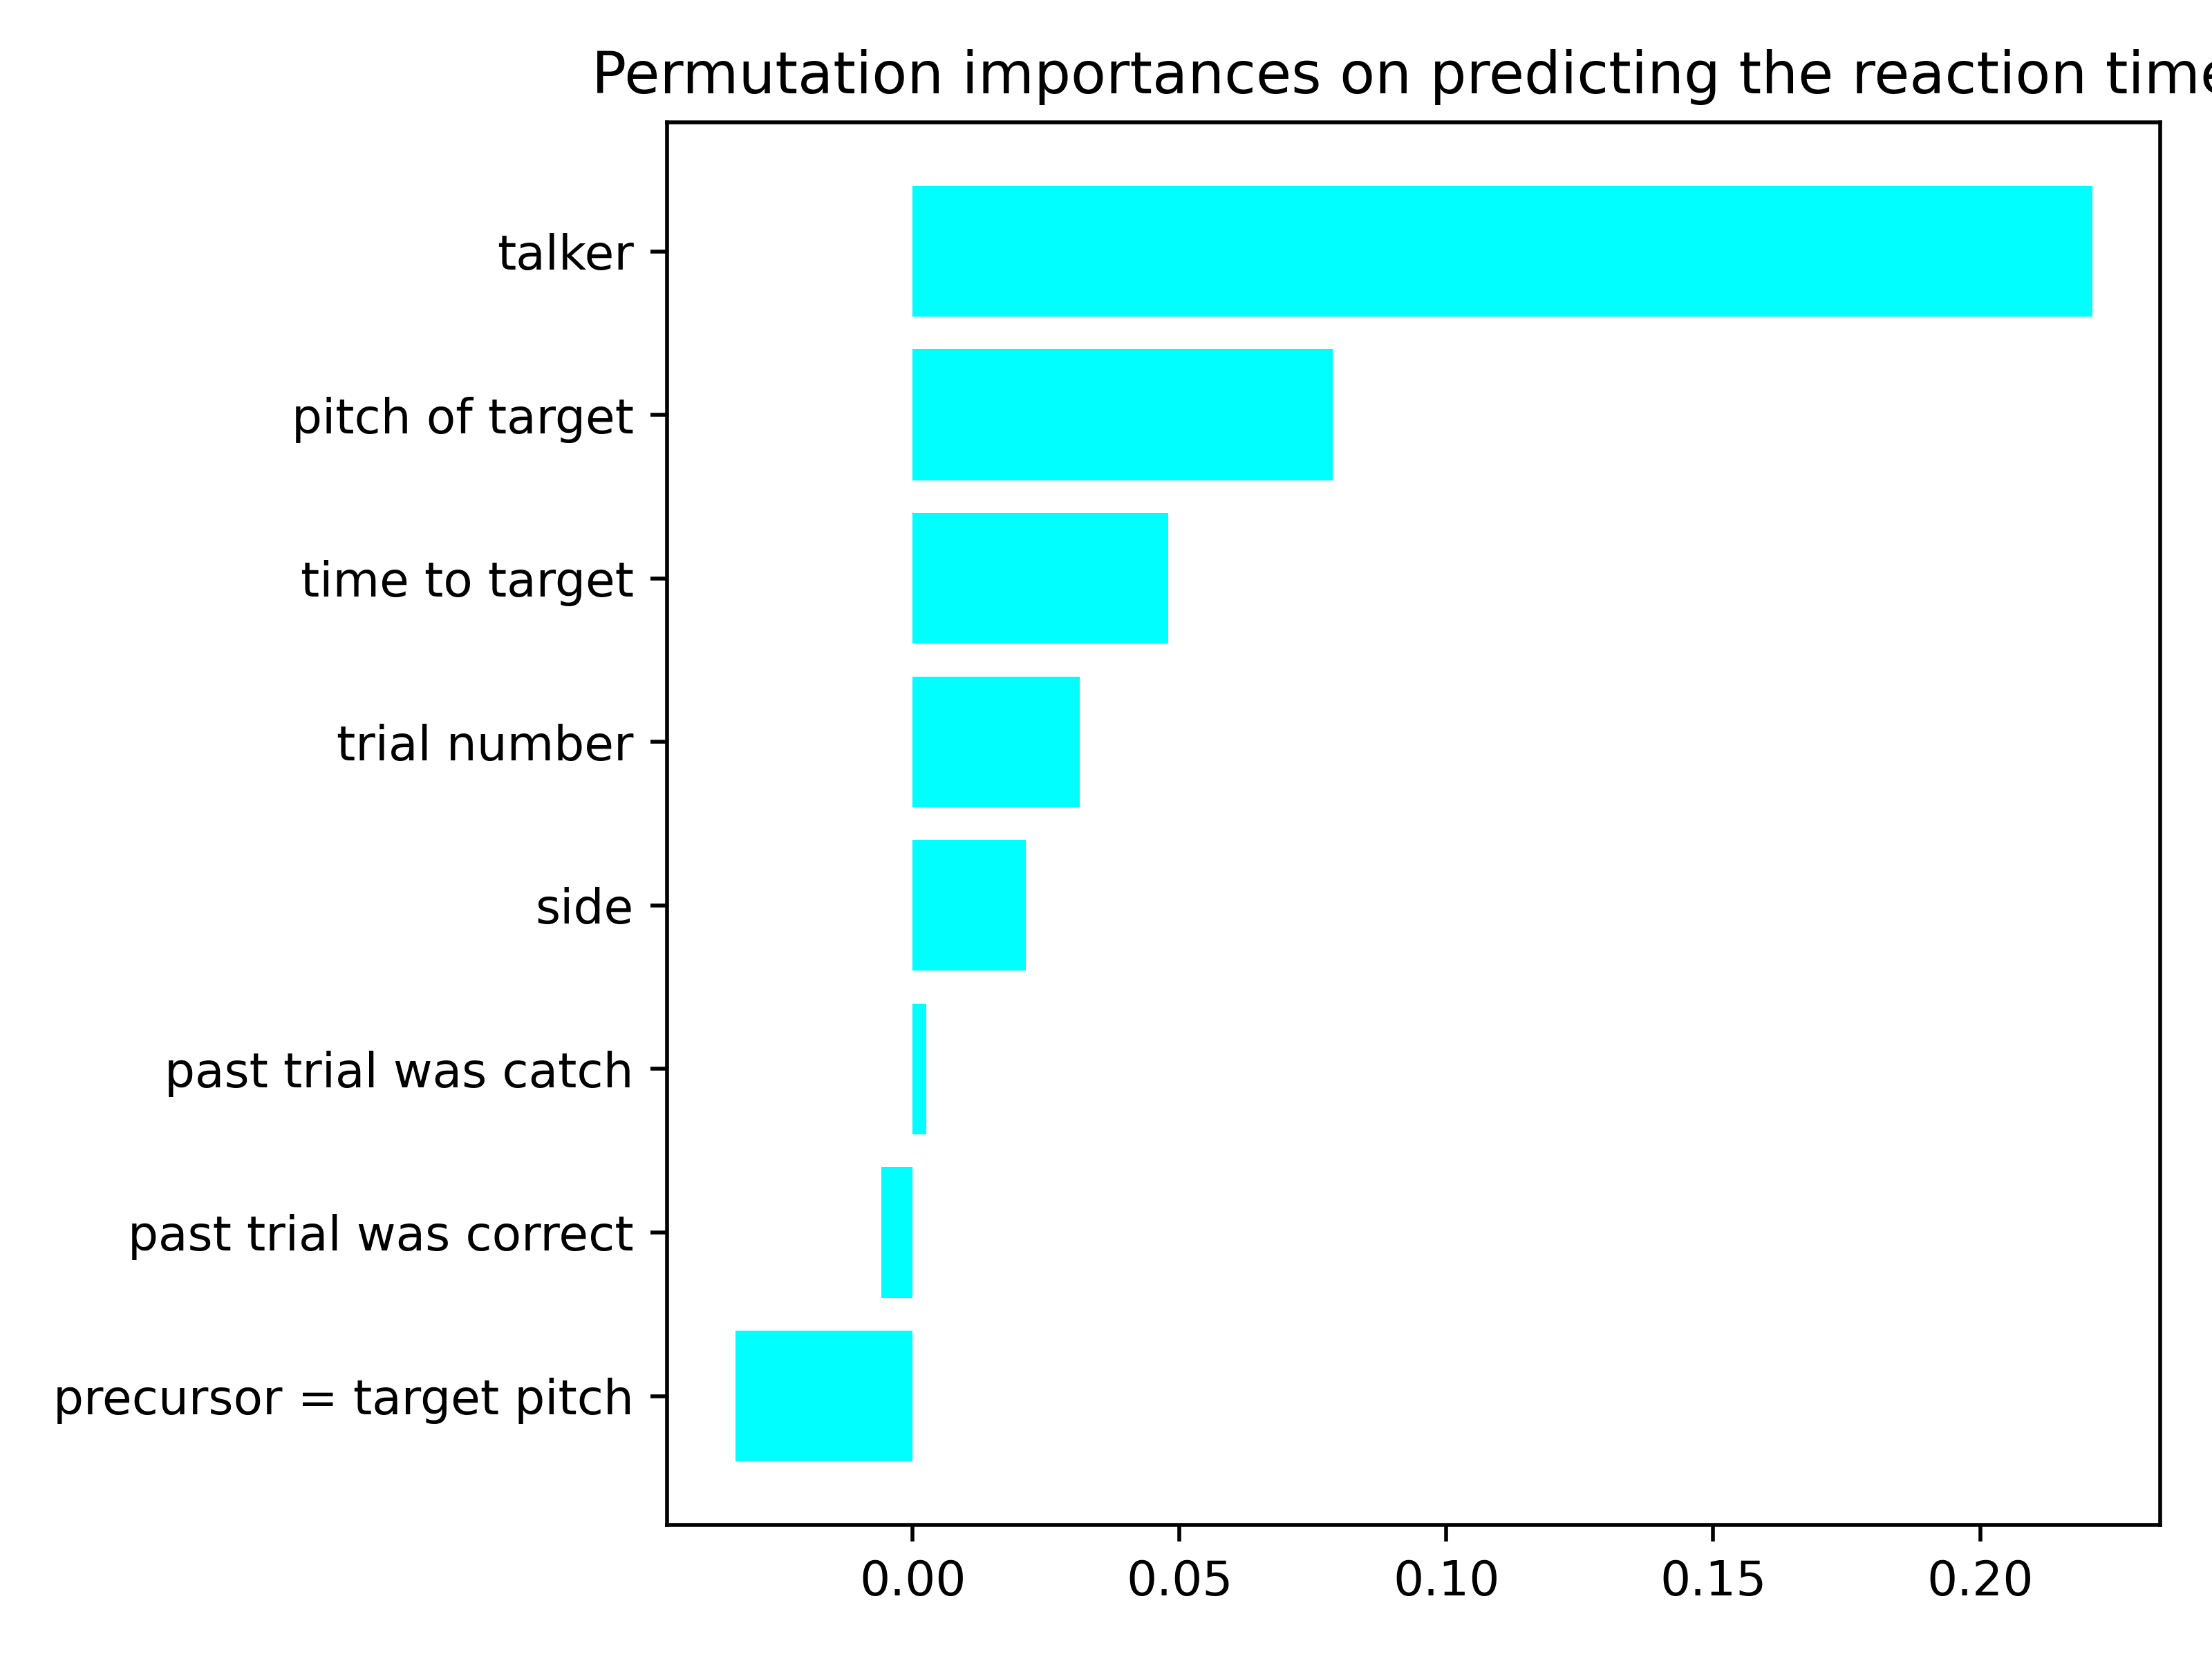 Permutation importances on predicting the reaction time
talker
pitch of target
time to target
trial number
side
past trial was catch
past trial was correct
precursor = target pitch
0.00 0.05 0.10 0.15 0.20